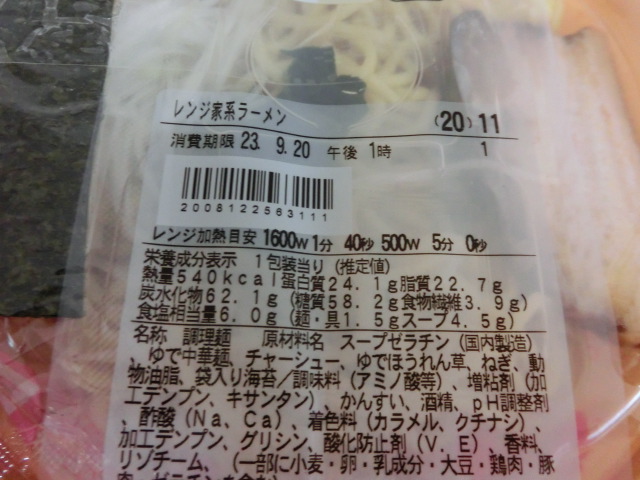 レンジ家系ラーメン (20)11
消費期限 23. 9.20 午後 1時 1
2008122563111
レンジ加熱目安 1600W 1分 40秒 500W 5分 0秒
栄養成分表示 1包装当り(推定値)
熱量540kcal蛋白質24.1g脂質22.7g
炭水化物62.1g(糖質58.2g食物繊維3.9g)
食塩相当量6.0g(麺・具1.5gスープ4.5g)
名称 調理麺 原材料名 スープゼラチン(国内製造)
、ゆで中華麺、チャーシュー、ゆでほうれん草、ねぎ、動
物油脂、袋入り海苔/調味料(アミノ酸等)、増粘剤(加
工デンプン、キサンタン)、かんすい、酒精、pH調整剤
、酢酸(Na、Ca)、着色料(カラメル、クチナシ)、
加工デンプン、グリシン、酸化防止剤(V.E)香料、
リゾチーム、(一部に小麦・卵・乳成分・大豆・鶏肉・豚